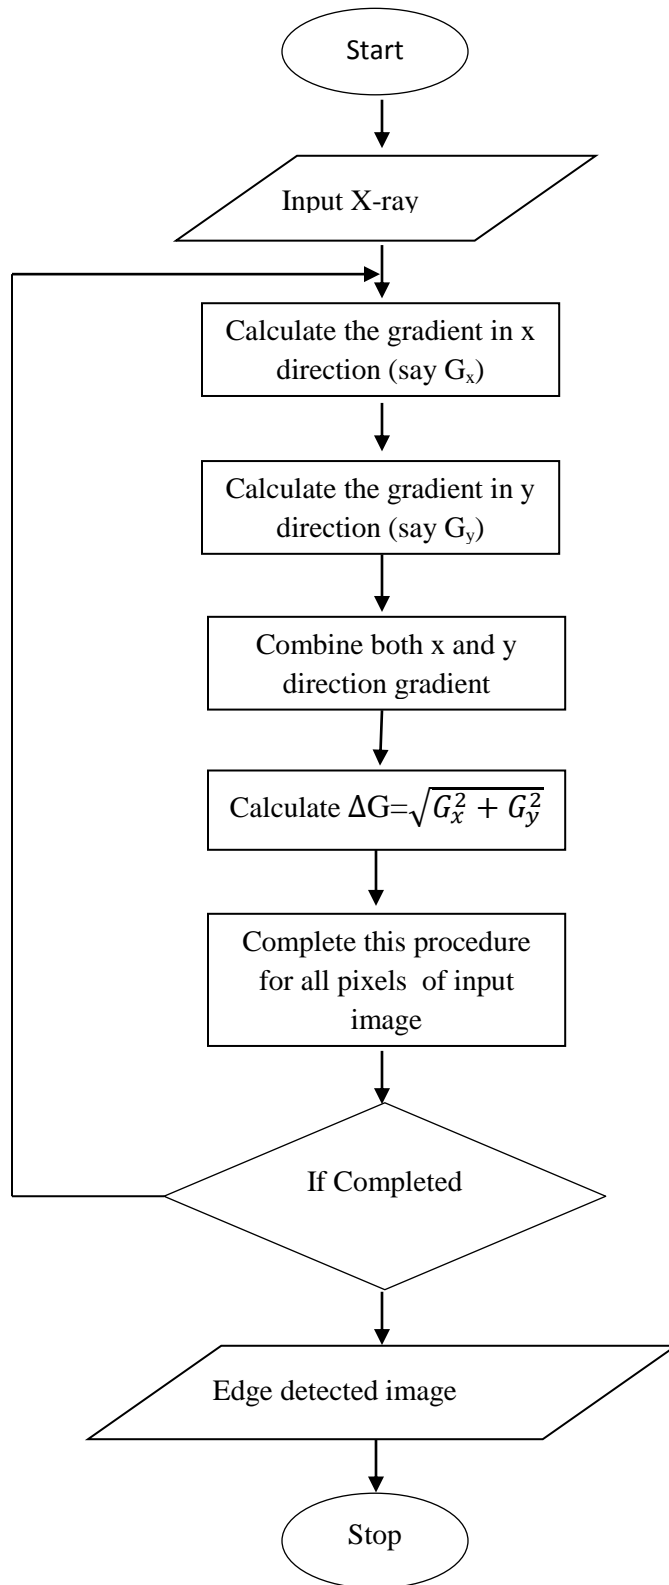 Start
Input X-ray
Calculate the gradient in x
direction (say Gₓ)
Calculate the gradient in y
direction (say Gᵧ)
Combine both x and y
direction gradient
Calculate ΔG=√(Gₓ² + Gᵧ²)
Complete this procedure
for all pixels of input
image
If Completed
Edge detected image
Stop